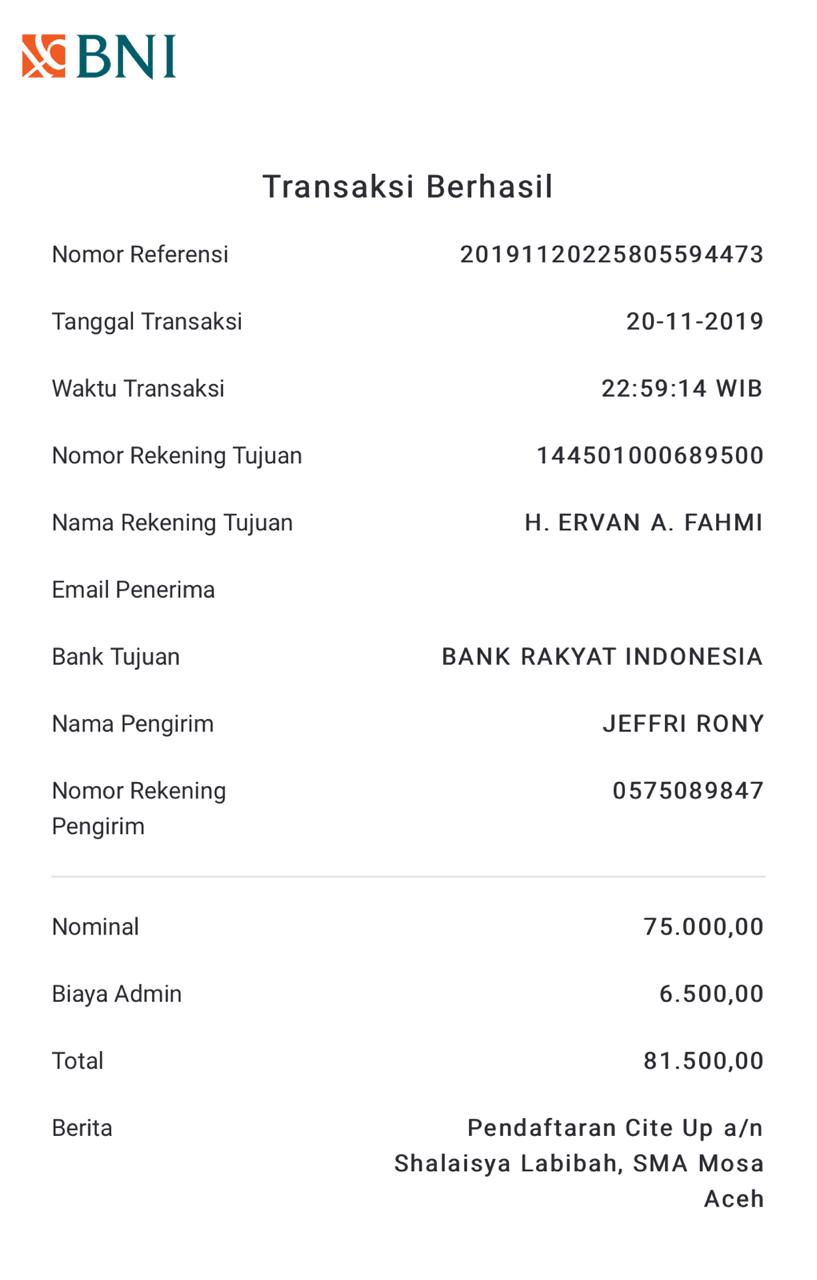 BNI
Transaksi Berhasil
Nomor Referensi 20191120225805594473
Tanggal Transaksi 20-11-2019
Waktu Transaksi 22:59:14 WIB
Nomor Rekening Tujuan 144501000689500
Nama Rekening Tujuan H. ERVAN A. FAHMI
Email Penerima
Bank Tujuan BANK RAKYAT INDONESIA
Nama Pengirim JEFFRI RONY
Nomor Rekening 0575089847
Pengirim
Nominal 75.000,00
Biaya Admin 6.500,00
Total 81.500,00
Berita Pendaftaran Cite Up a/n
Shalaisya Labibah, SMA Mosa
Aceh